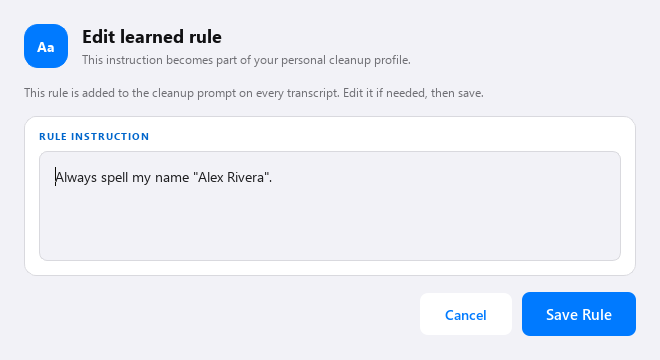 Aa
Edit learned rule
This instruction becomes part of your personal cleanup profile.
This rule is added to the cleanup prompt on every transcript. Edit it if needed, then save.
RULE INSTRUCTION
Always spell my name "Alex Rivera".
Cancel
Save Rule